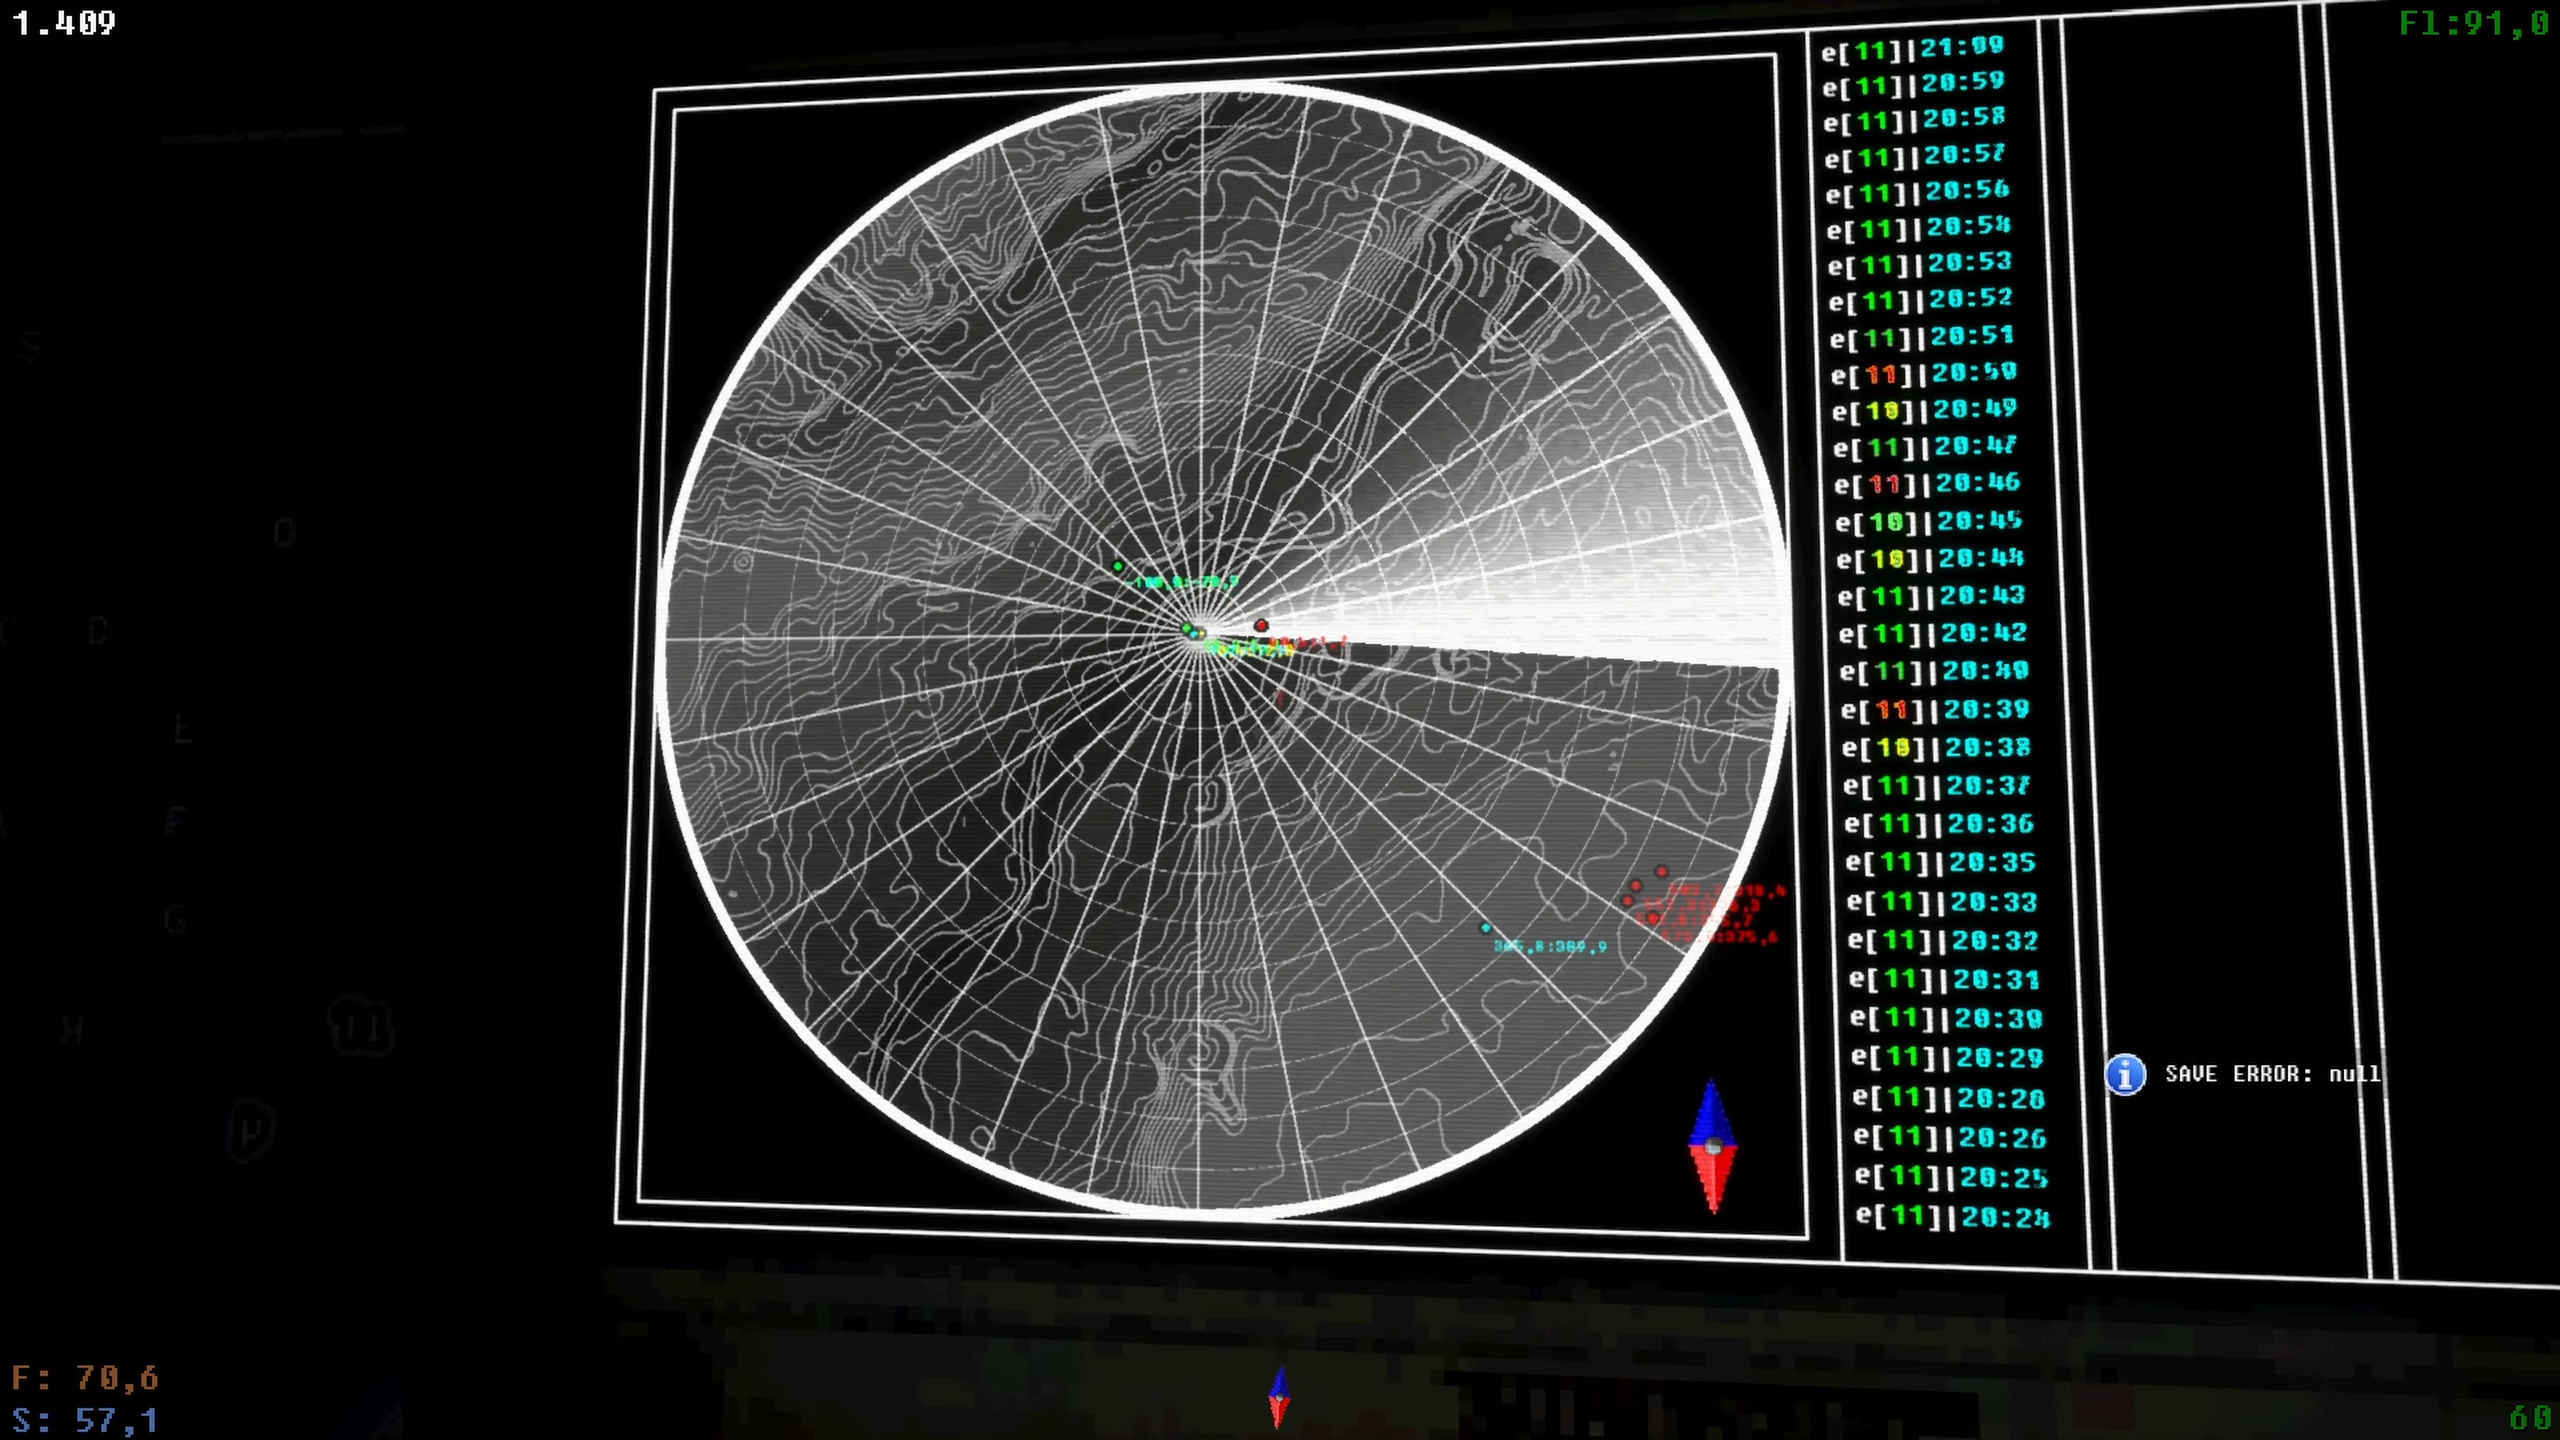 1.409
Fl:91,0
e[11]|21:00
e[11]|20:59
e[11]|20:58
e[11]|20:57
e[11]|20:56
e[11]|20:54
e[11]|20:53
e[11]|20:52
e[11]|20:51
e[11]|20:50
e[10]|20:49
e[11]|20:47
e[11]|20:46
e[10]|20:45
e[10]|20:44
e[11]|20:43
e[11]|20:42
e[11]|20:40
e[11]|20:39
e[10]|20:38
e[11]|20:37
e[11]|20:36
e[11]|20:35
e[11]|20:33
e[11]|20:32
e[11]|20:31
e[11]|20:30
e[11]|20:29
e[11]|20:28
e[11]|20:26
e[11]|20:25
e[11]|20:24
SAVE ERROR: null
O
D
E
F
G
H
F: 70,6
S: 57,1
60